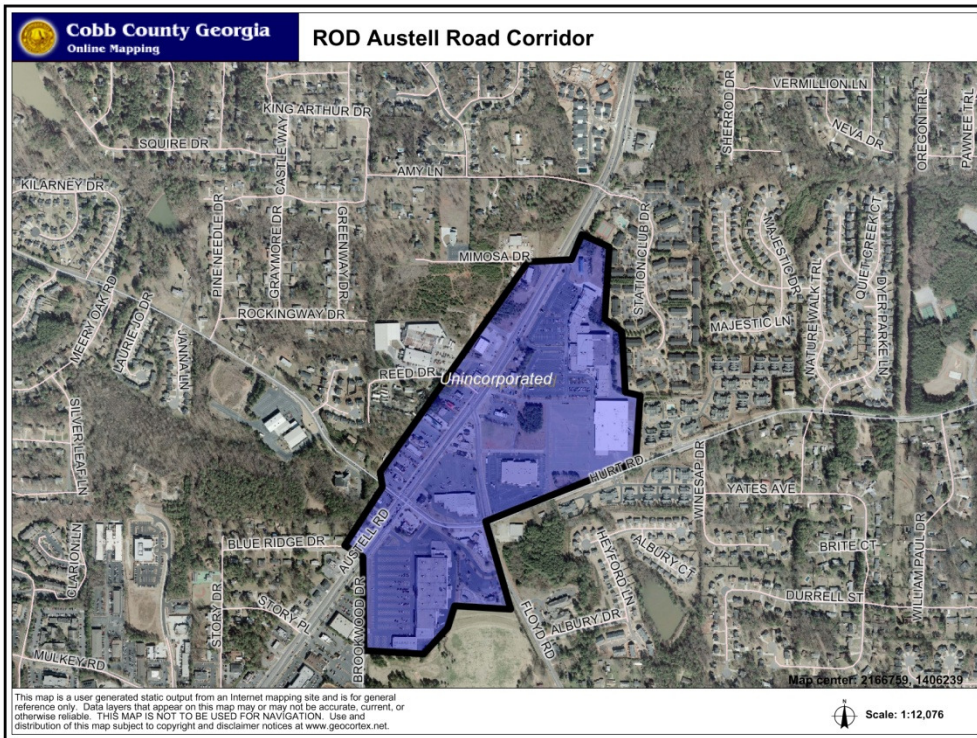 Cobb County Georgia
Online Mapping
ROD Austell Road Corridor
VERMILLION LN
KING ARTHUR DR
SHERROD DR
OREGON TRL
PAWNEE TRL
NEVA DR
SQUIRE DR
CASTLE WAY
AMY LN
KILARNEY DR
PINE NEEDLE DR
GRAYMORE DR
GREENWAY DR
STATION CLUB DR
MAJESTIC DR
QUIET CREEK CT
MIMOSA DR
NATURE WALK TRL
DYER PARKE LN
MEERY OAK RD
LAURIE-JO DR
JANNA LN
ROCKINGWAY DR
MAJESTIC LN
REED DR
Unincorporated
SILVER LEAF LN
HURT RD
WINESAP DR
YATES AVE
AUSTELL RD
BLUE RIDGE DR
CLARION LN
HEYFORD LN
ALBURY CT
BRITE CT
WILLIAM PAUL DR
STORY DR
STORY PL
BROOKWOOD DR
FLOYD RD
ALBURY DR
DURRELL ST
MULKEY RD
Map center: 2166759, 1406239
This map is a user generated static output from an Internet mapping site and is for general
reference only. Data layers that appear on this map may or may not be accurate, current, or
otherwise reliable. THIS MAP IS NOT TO BE USED FOR NAVIGATION. Use and
distribution of this map subject to copyright and disclaimer notices at www.geocortex.net.
Scale: 1:12,076